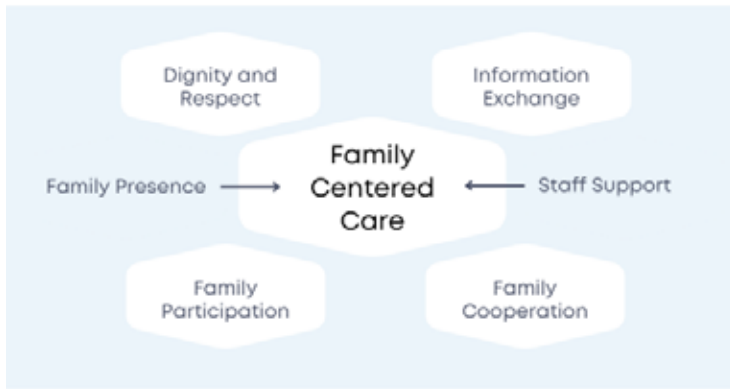 Dignity and
Respect
Information
Exchange
Family
Centered
Care
Family Presence
Staff Support
Family
Participation
Family
Cooperation